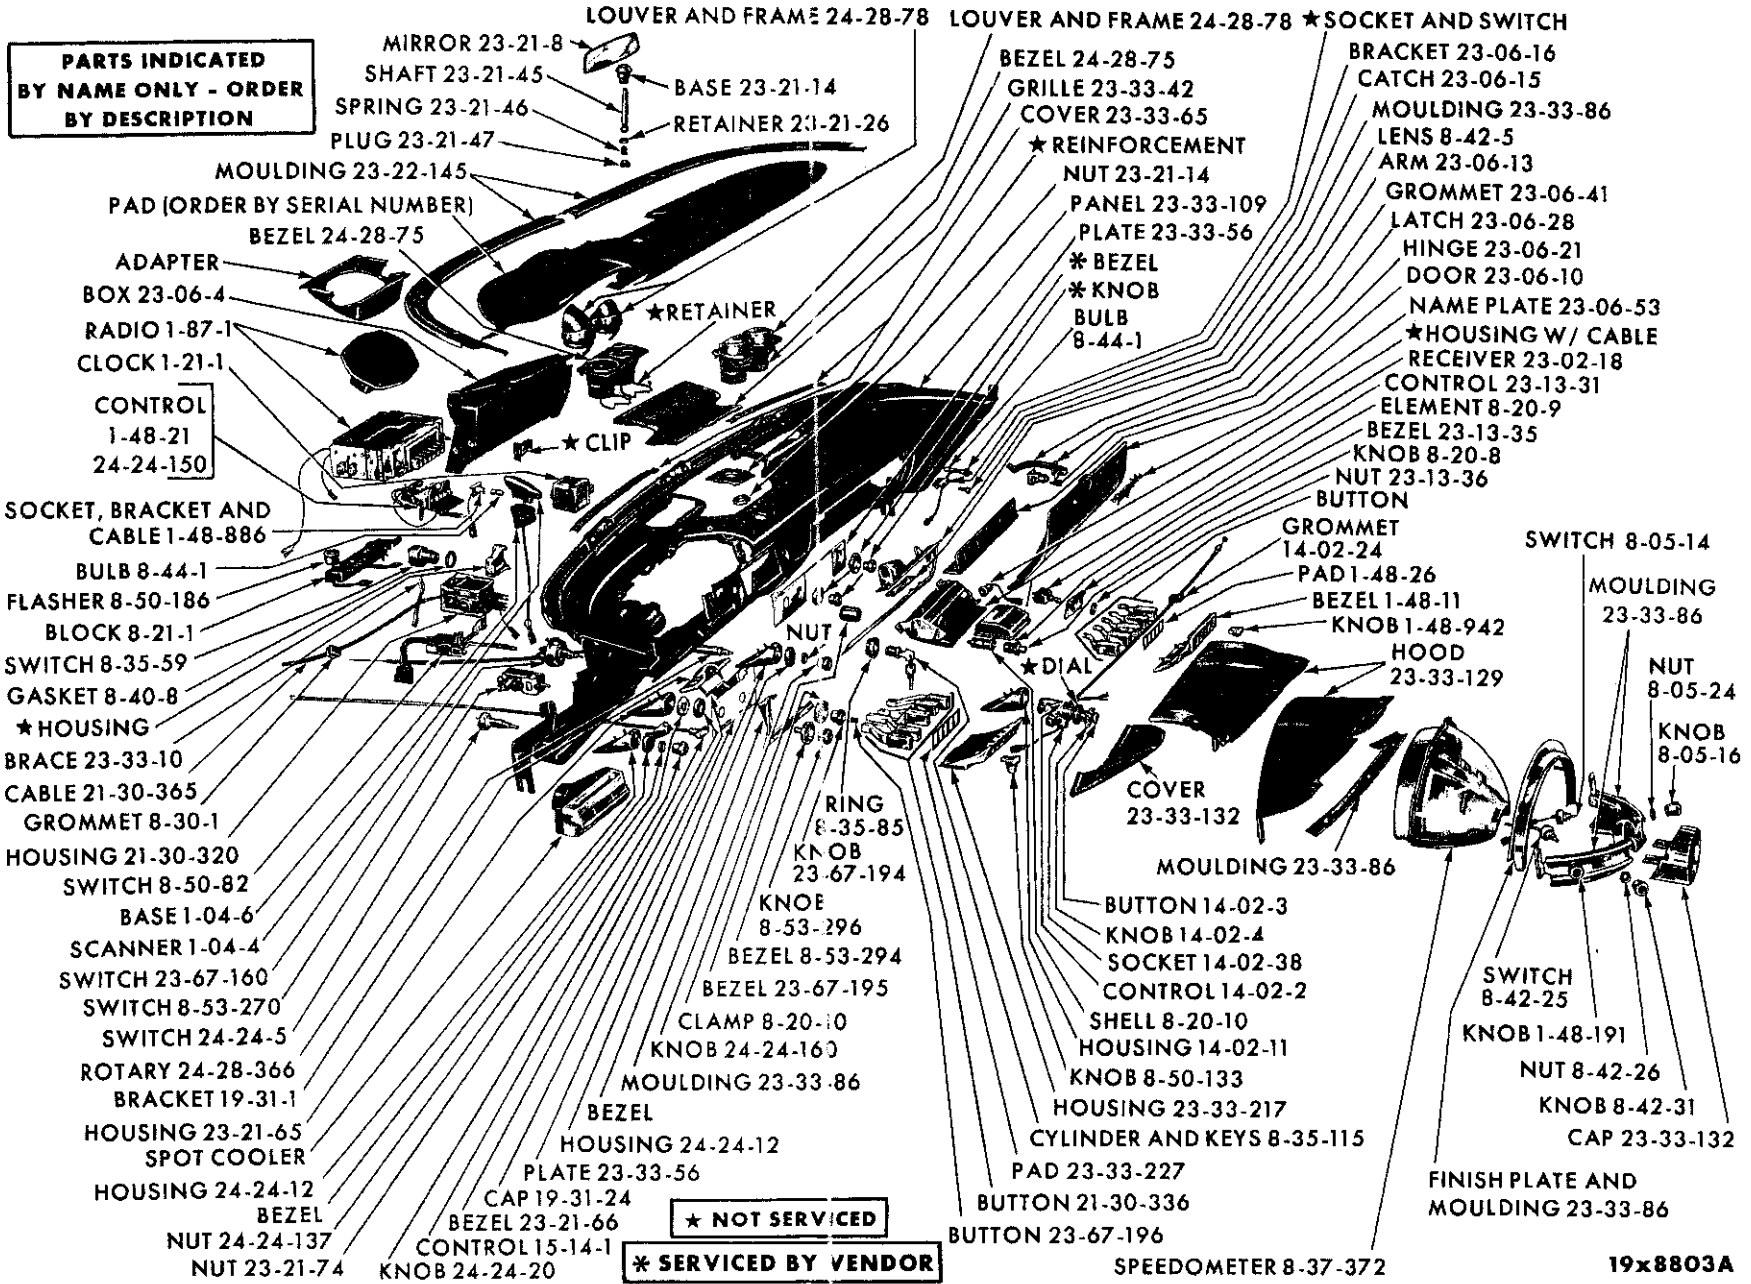 LOUVER AND FRAME 24-28-78
LOUVER AND FRAME 24-28-78
★ SOCKET AND SWITCH
PARTS INDICATED
BY NAME ONLY - ORDER
BY DESCRIPTION
MIRROR 23-21-8
SHAFT 23-21-45
SPRING 23-21-46
PLUG 23-21-47
BASE 23-21-14
RETAINER 23-21-26
MOULDING 23-22-145
PAD (ORDER BY SERIAL NUMBER)
BEZEL 24-28-75
ADAPTER
BOX 23-06-4
RADIO 1-87-1
CLOCK 1-21-1
CONTROL
1-48-21
24-24-150
★ RETAINER
★ CLIP
SOCKET, BRACKET AND
CABLE 1-48-886
BULB 8-44-1
FLASHER 8-50-186
BLOCK 8-21-1
SWITCH 8-35-59
GASKET 8-40-8
★ HOUSING
BRACE 23-33-10
CABLE 21-30-365
GROMMET 8-30-1
HOUSING 21-30-320
SWITCH 8-50-82
BASE 1-04-6
SCANNER 1-04-4
SWITCH 23-67-160
SWITCH 8-53-270
SWITCH 24-24-5
ROTARY 24-28-366
BRACKET 19-31-1
HOUSING 23-21-65
SPOT COOLER
HOUSING 24-24-12
BEZEL
NUT 24-24-137
NUT 23-21-74
BEZEL 24-28-75
GRILLE 23-33-42
COVER 23-33-65
★ REINFORCEMENT
NUT 23-21-14
PANEL 23-33-109
PLATE 23-33-56
* BEZEL
* KNOB
BULB
8-44-1
BRACKET 23-06-16
CATCH 23-06-15
MOULDING 23-33-86
LENS 8-42-5
ARM 23-06-13
GROMMET 23-06-41
LATCH 23-06-28
HINGE 23-06-21
DOOR 23-06-10
NAME PLATE 23-06-53
★ HOUSING W/ CABLE
RECEIVER 23-02-18
CONTROL 23-13-31
ELEMENT 8-20-9
BEZEL 23-13-35
KNOB 8-20-8
NUT 23-13-36
BUTTON
GROMMET
14-02-24
PAD 1-48-26
BEZEL 1-48-11
KNOB 1-48-942
HOOD
23-33-129
SWITCH 8-05-14
MOULDING
23-33-86
NUT
8-05-24
KNOB
8-05-16
NUT
★ DIAL
COVER
23-33-132
MOULDING 23-33-86
RING
8-35-85
KNOB
23-67-194
KNOB
8-53-296
BEZEL 8-53-294
BEZEL 23-67-195
CLAMP 8-20-10
KNOB 24-24-160
MOULDING 23-33-86
BEZEL
HOUSING 24-24-12
PLATE 23-33-56
CAP 19-31-24
BEZEL 23-21-66
CONTROL 15-14-1
KNOB 24-24-20
BUTTON 14-02-3
KNOB 14-02-4
SOCKET 14-02-38
CONTROL 14-02-2
SHELL 8-20-10
HOUSING 14-02-11
KNOB 8-50-133
HOUSING 23-33-217
CYLINDER AND KEYS 8-35-115
PAD 23-33-227
BUTTON 21-30-336
BUTTON 23-67-196
SWITCH
8-42-25
KNOB 1-48-191
NUT 8-42-26
KNOB 8-42-31
CAP 23-33-132
FINISH PLATE AND
MOULDING 23-33-86
SPEEDOMETER 8-37-372
★ NOT SERVICED
* SERVICED BY VENDOR
19x8803A